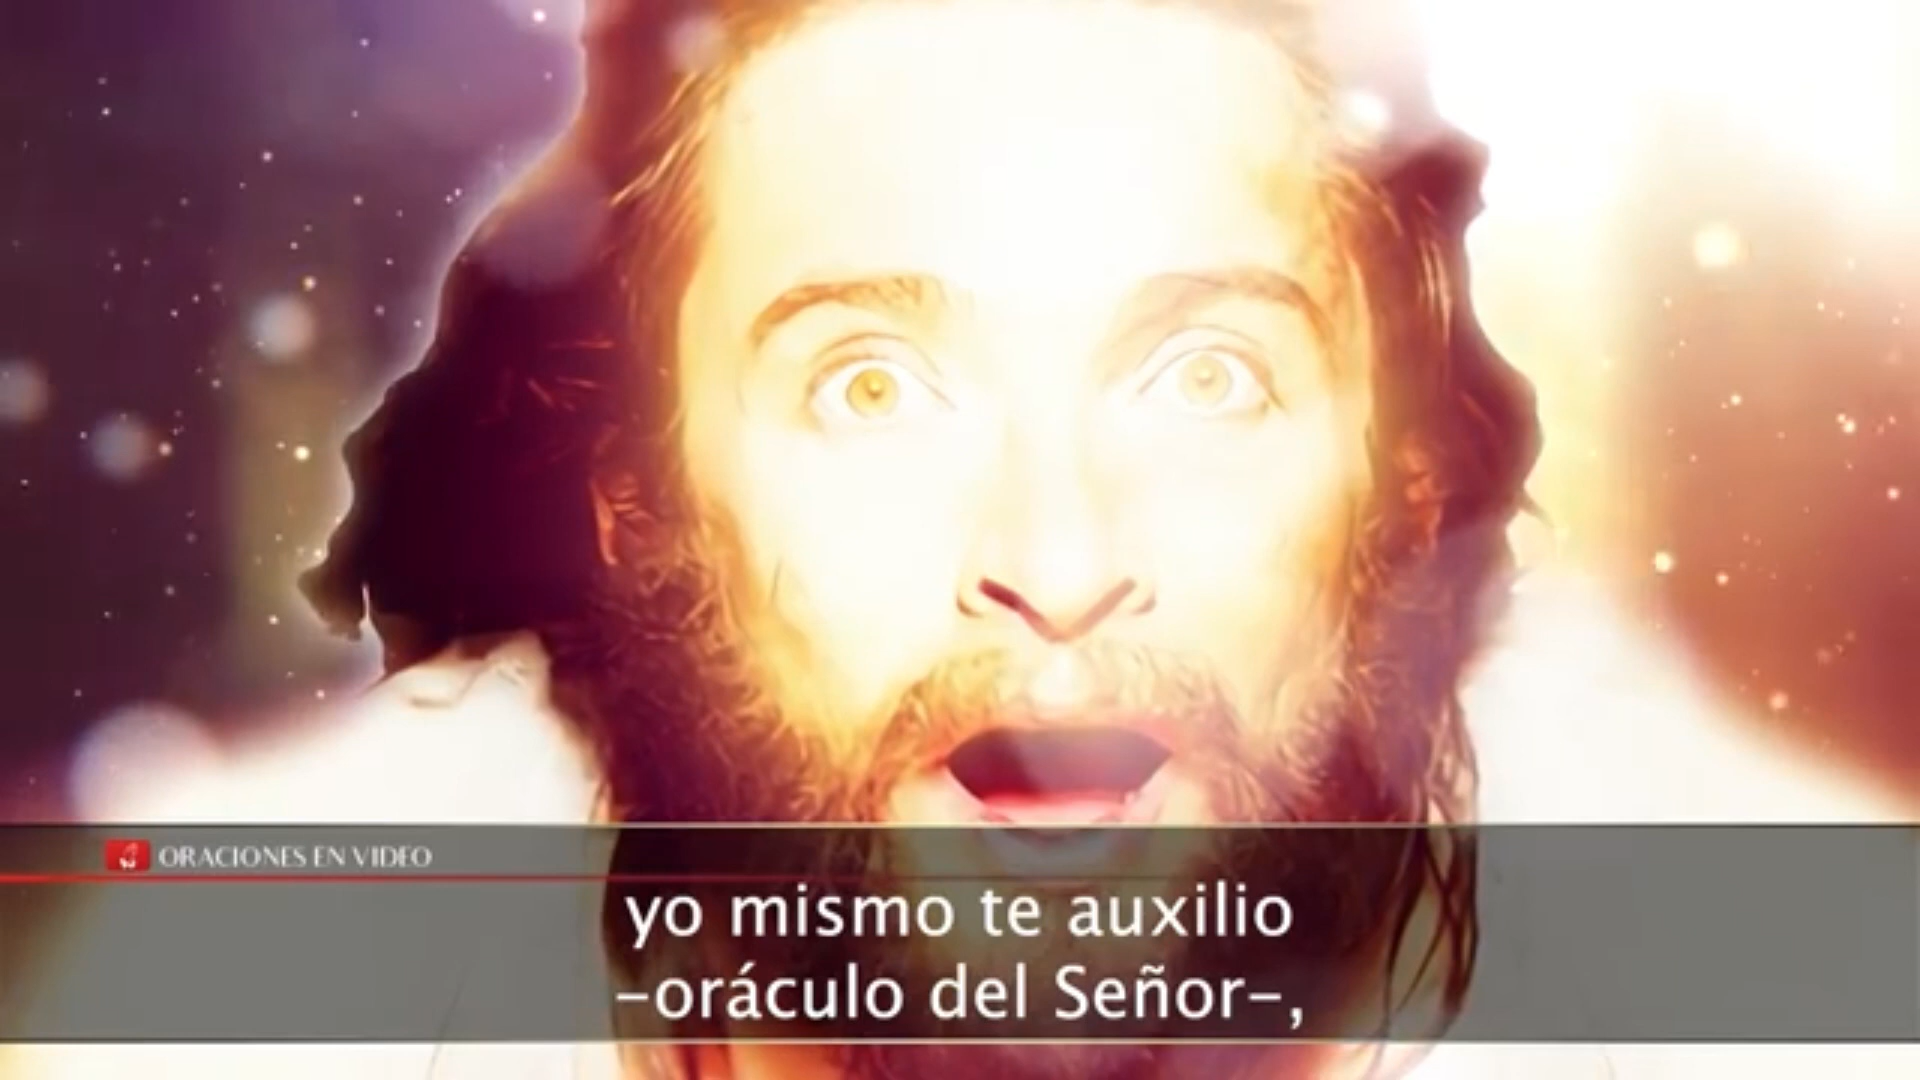 ORACIONES EN VIDEO
yo mismo te auxilio
–oráculo del Señor–,